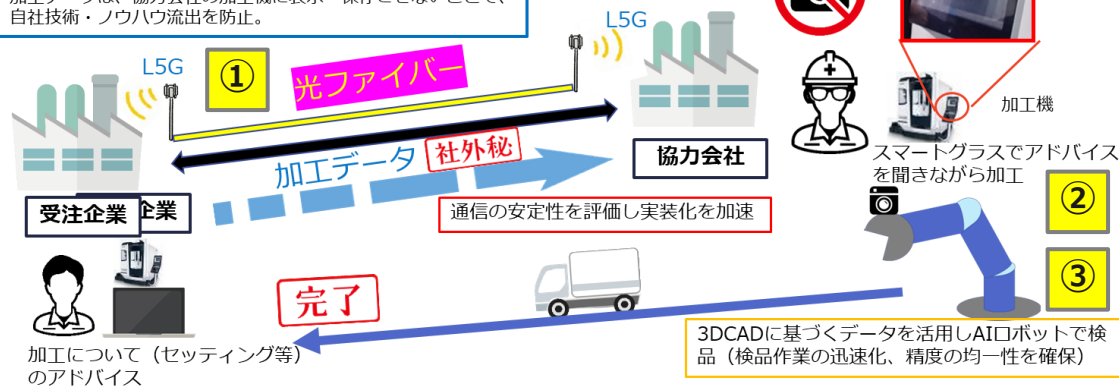 自社技術・ノウハウ流出を防止。
L5G
①
光ファイバー
L5G
加工機
加工データ
社外秘
協力会社
スマートグラスでアドバイス
を聞きながら加工
②
受注企業
企業
通信の安定性を評価し実装化を加速
③
完了
3DCADに基づくデータを活用しAIロボットで検
品（検品作業の迅速化、精度の均一性を確保）
加工について（セッティング等）
のアドバイス